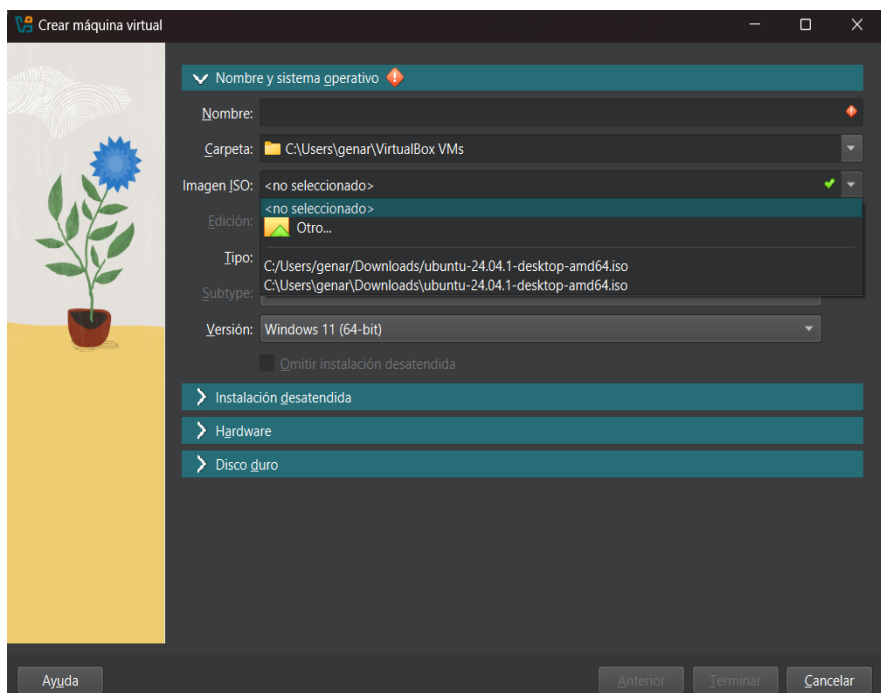 Crear máquina virtual
Nombre y sistema operativo
Nombre:
Carpeta: C:\Users\genar\VirtualBox VMs
Imagen ISO: <no seleccionado>
<no seleccionado>
Edición:
Otro...
Tipo:
C:/Users/genar/Downloads/ubuntu-24.04.1-desktop-amd64.iso
C:\Users\genar\Downloads\ubuntu-24.04.1-desktop-amd64.iso
Subtype:
Versión: Windows 11 (64-bit)
Omitir instalación desatendida
Instalación desatendida
Hardware
Disco duro
Ayuda Anterior Terminar Cancelar